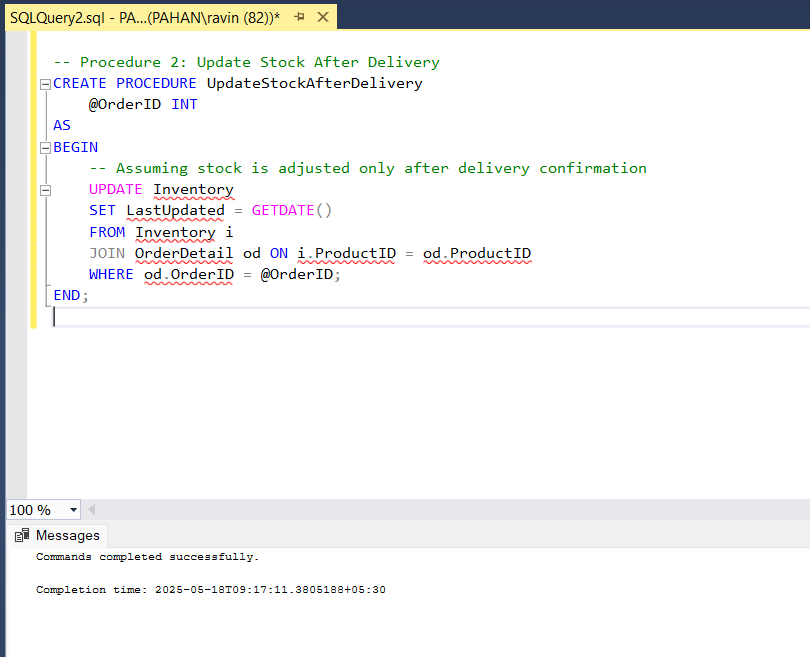 SQLQuery2.sql - PA...(PAHAN\ravin (82))*
-- Procedure 2: Update Stock After Delivery
CREATE PROCEDURE UpdateStockAfterDelivery
@OrderID INT
AS
BEGIN
-- Assuming stock is adjusted only after delivery confirmation
UPDATE Inventory
SET LastUpdated = GETDATE()
FROM Inventory i
JOIN OrderDetail od ON i.ProductID = od.ProductID
WHERE od.OrderID = @OrderID;
END;
100 %
Messages
Commands completed successfully.
Completion time: 2025-05-18T09:17:11.3805188+05:30